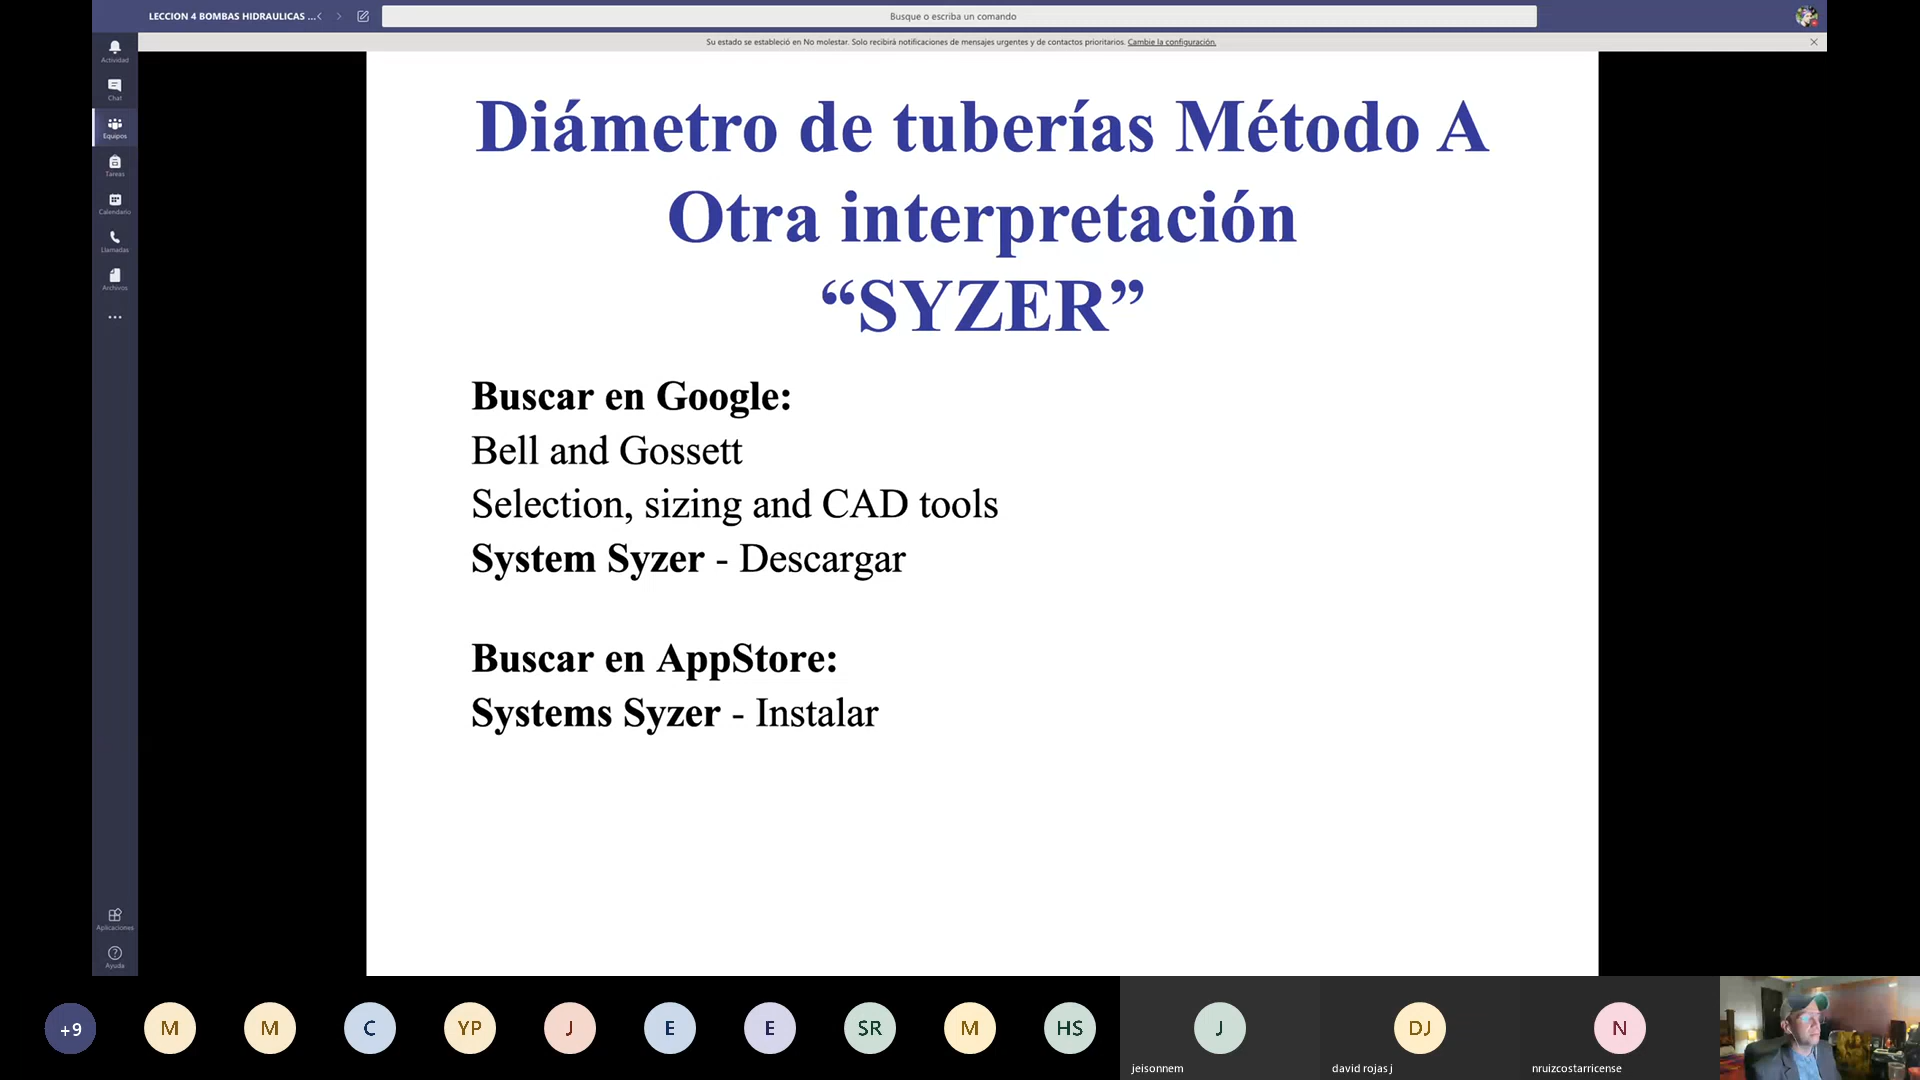 LECCION 4 BOMBAS HIDRAULICAS ...
Busque o escriba un comando
Su estado se estableció en No molestar. Solo recibirá notificaciones de mensajes urgentes y de contactos prioritarios. Cambie la configuración.
Actividad
Chat
Equipos
Tareas
Calendario
Llamadas
Archivos
Aplicaciones
Ayuda
Diámetro de tuberías Método A
Otra interpretación
“SYZER”
Buscar en Google:
Bell and Gossett
Selection, sizing and CAD tools
System Syzer - Descargar
Buscar en AppStore:
Systems Syzer - Instalar
+9
M
M
C
YP
J
E
E
SR
M
HS
J
DJ
N
jeisonnem
david rojas j
nruizcostarricense